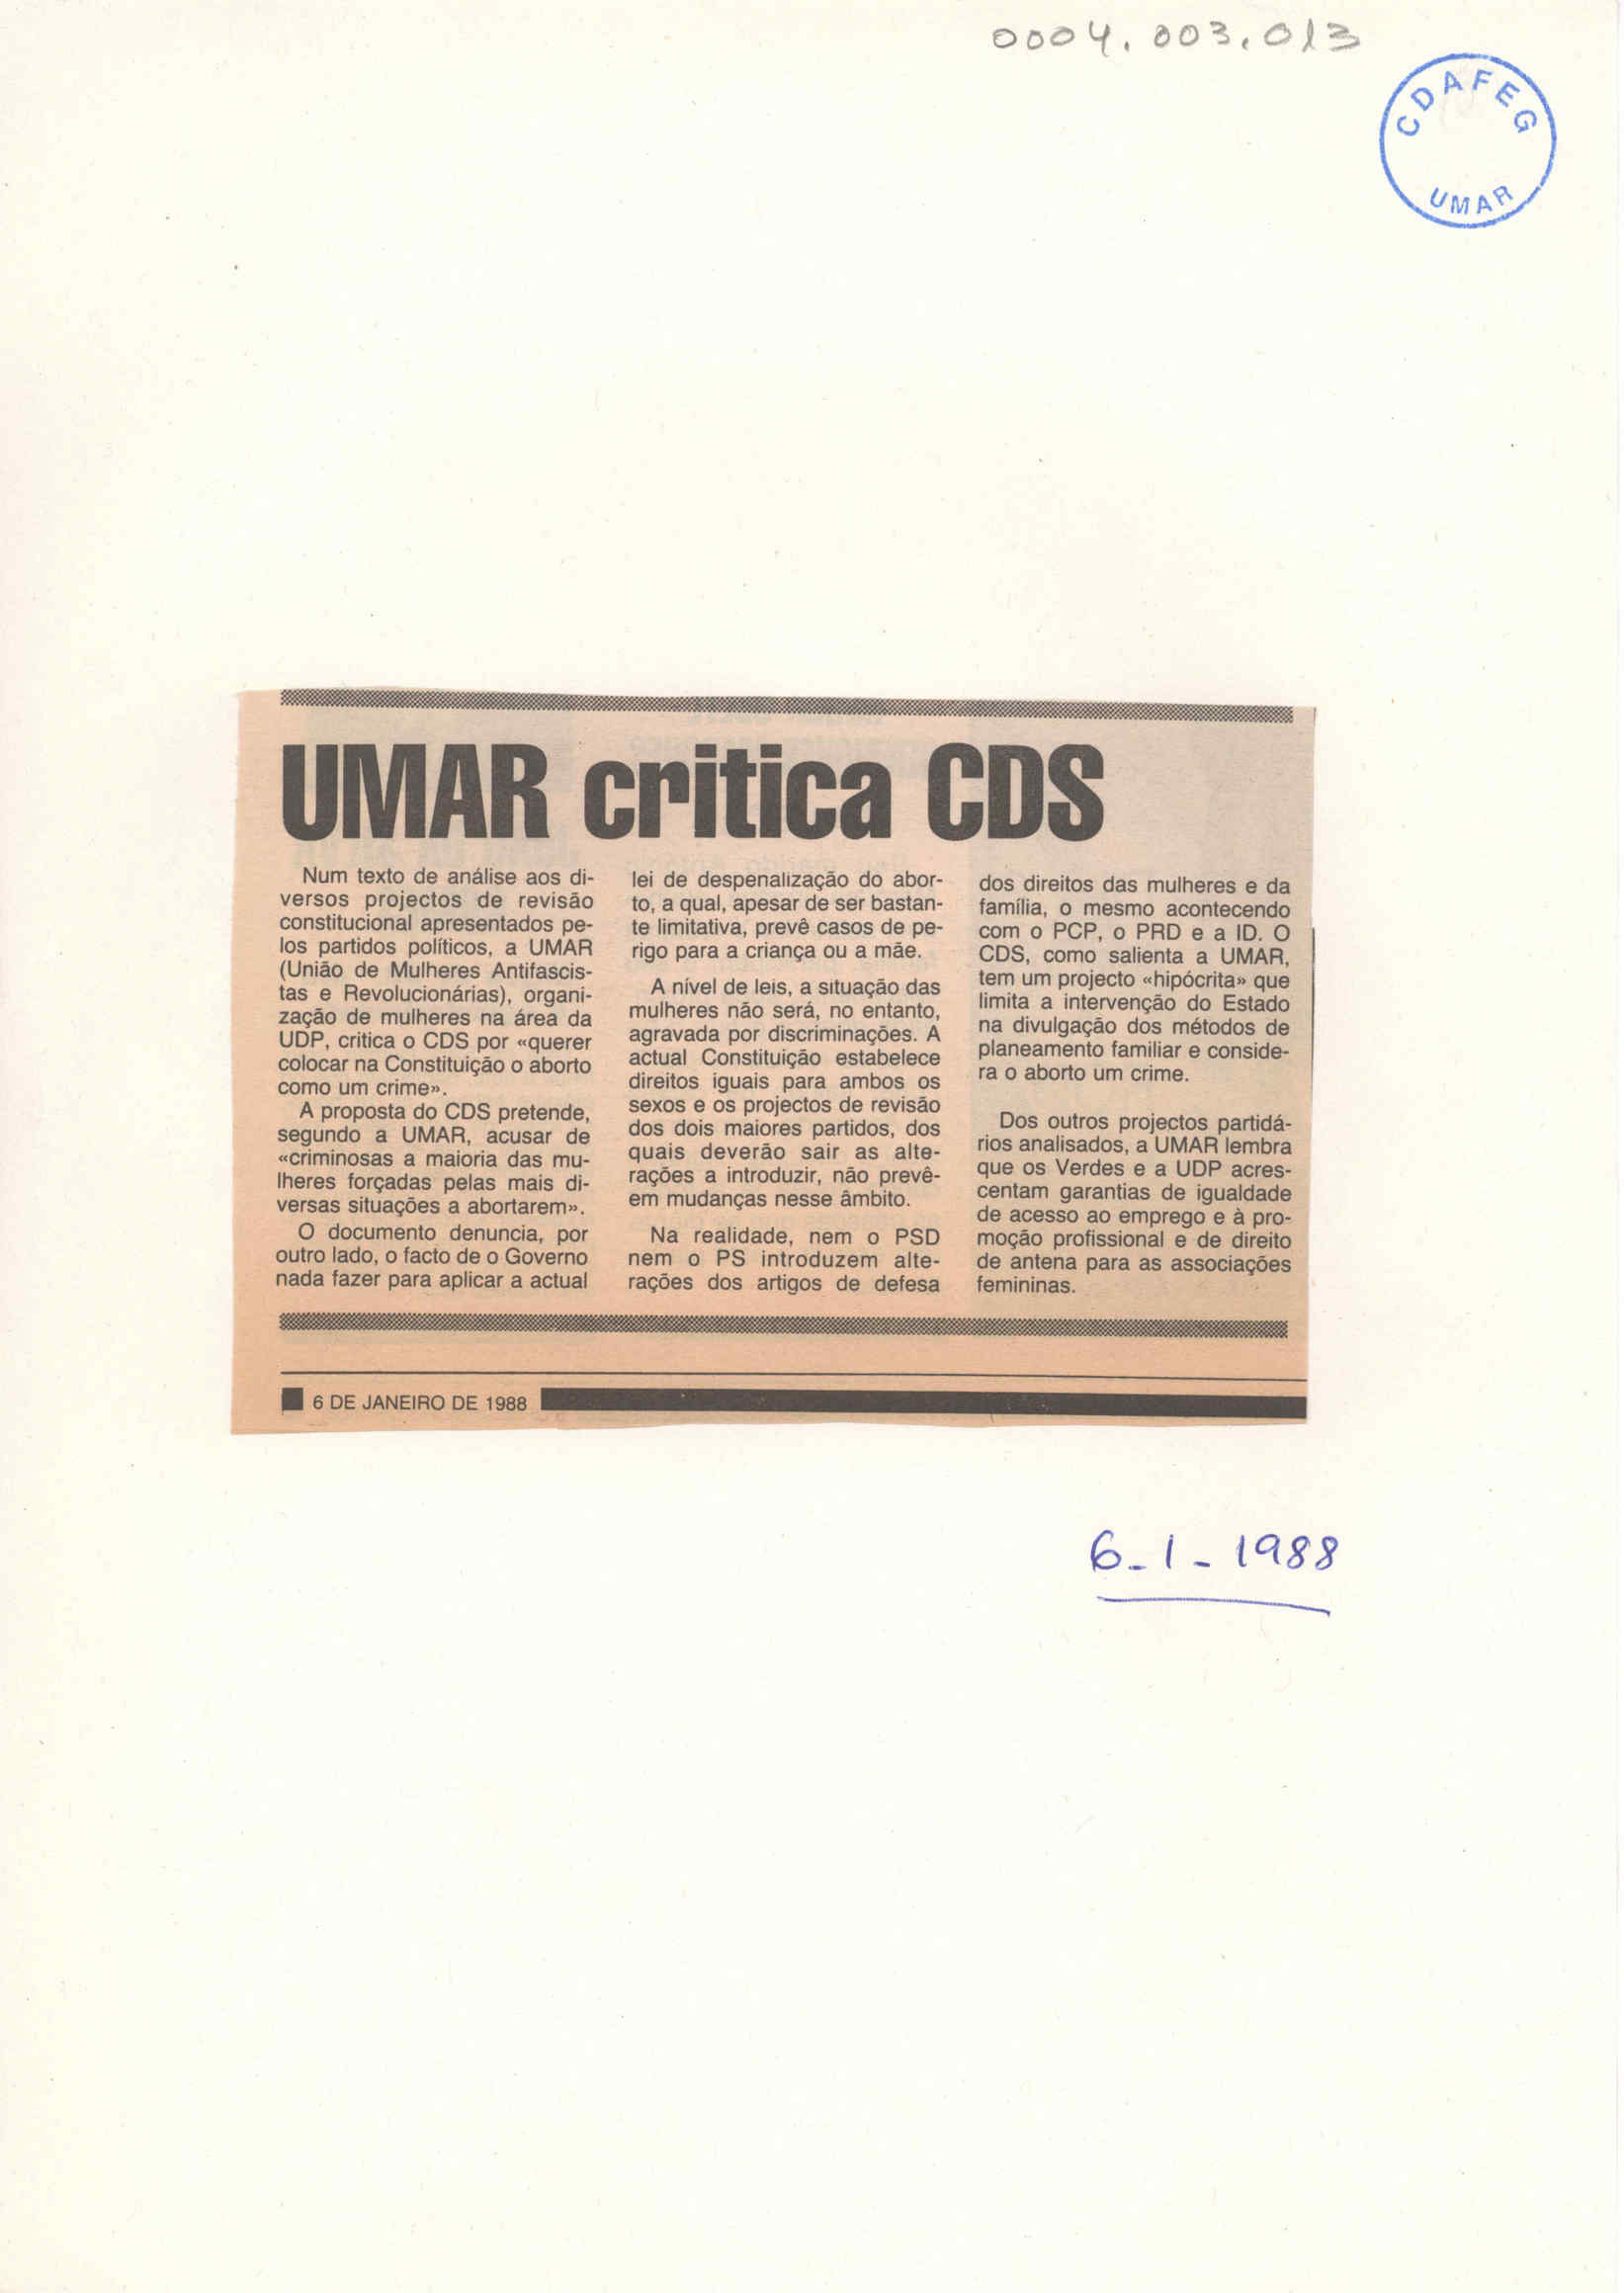 0004.003.013
CDAFEG
UMAR
UMAR critica CDS
Num texto de análise aos di-
versos projectos de revisão
constitucional apresentados pe-
los partidos políticos, a UMAR
(União de Mulheres Antifascis-
tas e Revolucionárias), organi-
zação de mulheres na área da
UDP, critica o CDS por «querer
colocar na Constituição o aborto
como um crime».
A proposta do CDS pretende,
segundo a UMAR, acusar de
«criminosas a maioria das mu-
lheres forçadas pelas mais di-
versas situações a abortarem».
O documento denuncia, por
outro lado, o facto de o Governo
nada fazer para aplicar a actual
lei de despenalização do abor-
to, a qual, apesar de ser bastan-
te limitativa, prevê casos de pe-
rigo para a criança ou a mãe.
A nível de leis, a situação das
mulheres não será, no entanto,
agravada por discriminações. A
actual Constituição estabelece
direitos iguais para ambos os
sexos e os projectos de revisão
dos dois maiores partidos, dos
quais deverão sair as alte-
rações a introduzir, não prevê-
em mudanças nesse âmbito.
Na realidade, nem o PSD
nem o PS introduzem alte-
rações dos artigos de defesa
dos direitos das mulheres e da
família, o mesmo acontecendo
com o PCP, o PRD e a ID. O
CDS, como salienta a UMAR,
tem um projecto «hipócrita» que
limita a intervenção do Estado
na divulgação dos métodos de
planeamento familiar e conside-
ra o aborto um crime.
Dos outros projectos partidá-
rios analisados, a UMAR lembra
que os Verdes e a UDP acres-
centam garantias de igualdade
de acesso ao emprego e à pro-
moção profissional e de direito
de antena para as associações
femininas.
6 DE JANEIRO DE 1988
6-1-1988